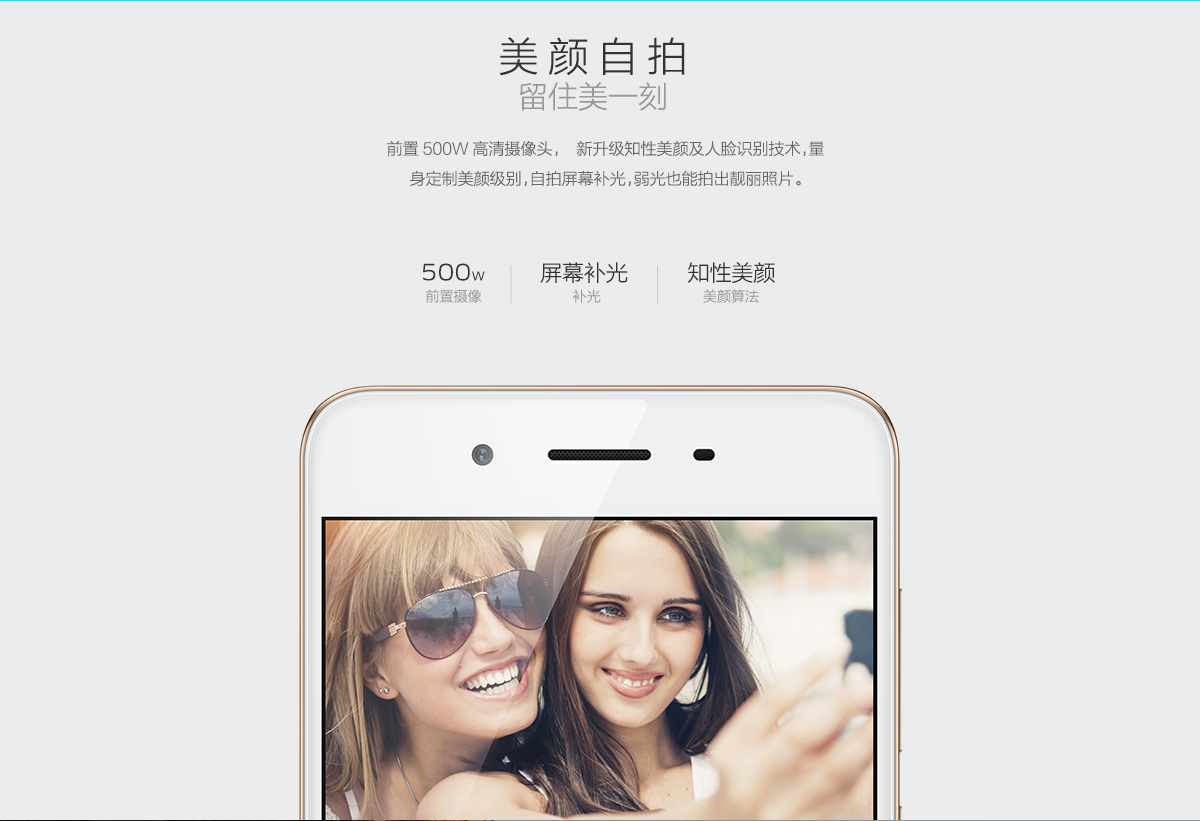 美颜自拍
留住美一刻
前置 500W 高清摄像头， 新升级知性美颜及人脸识别技术,量
身定制美颜级别,自拍屏幕补光,弱光也能拍出靓丽照片。
500w 屏幕补光 知性美颜
前置摄像 补光 美颜算法